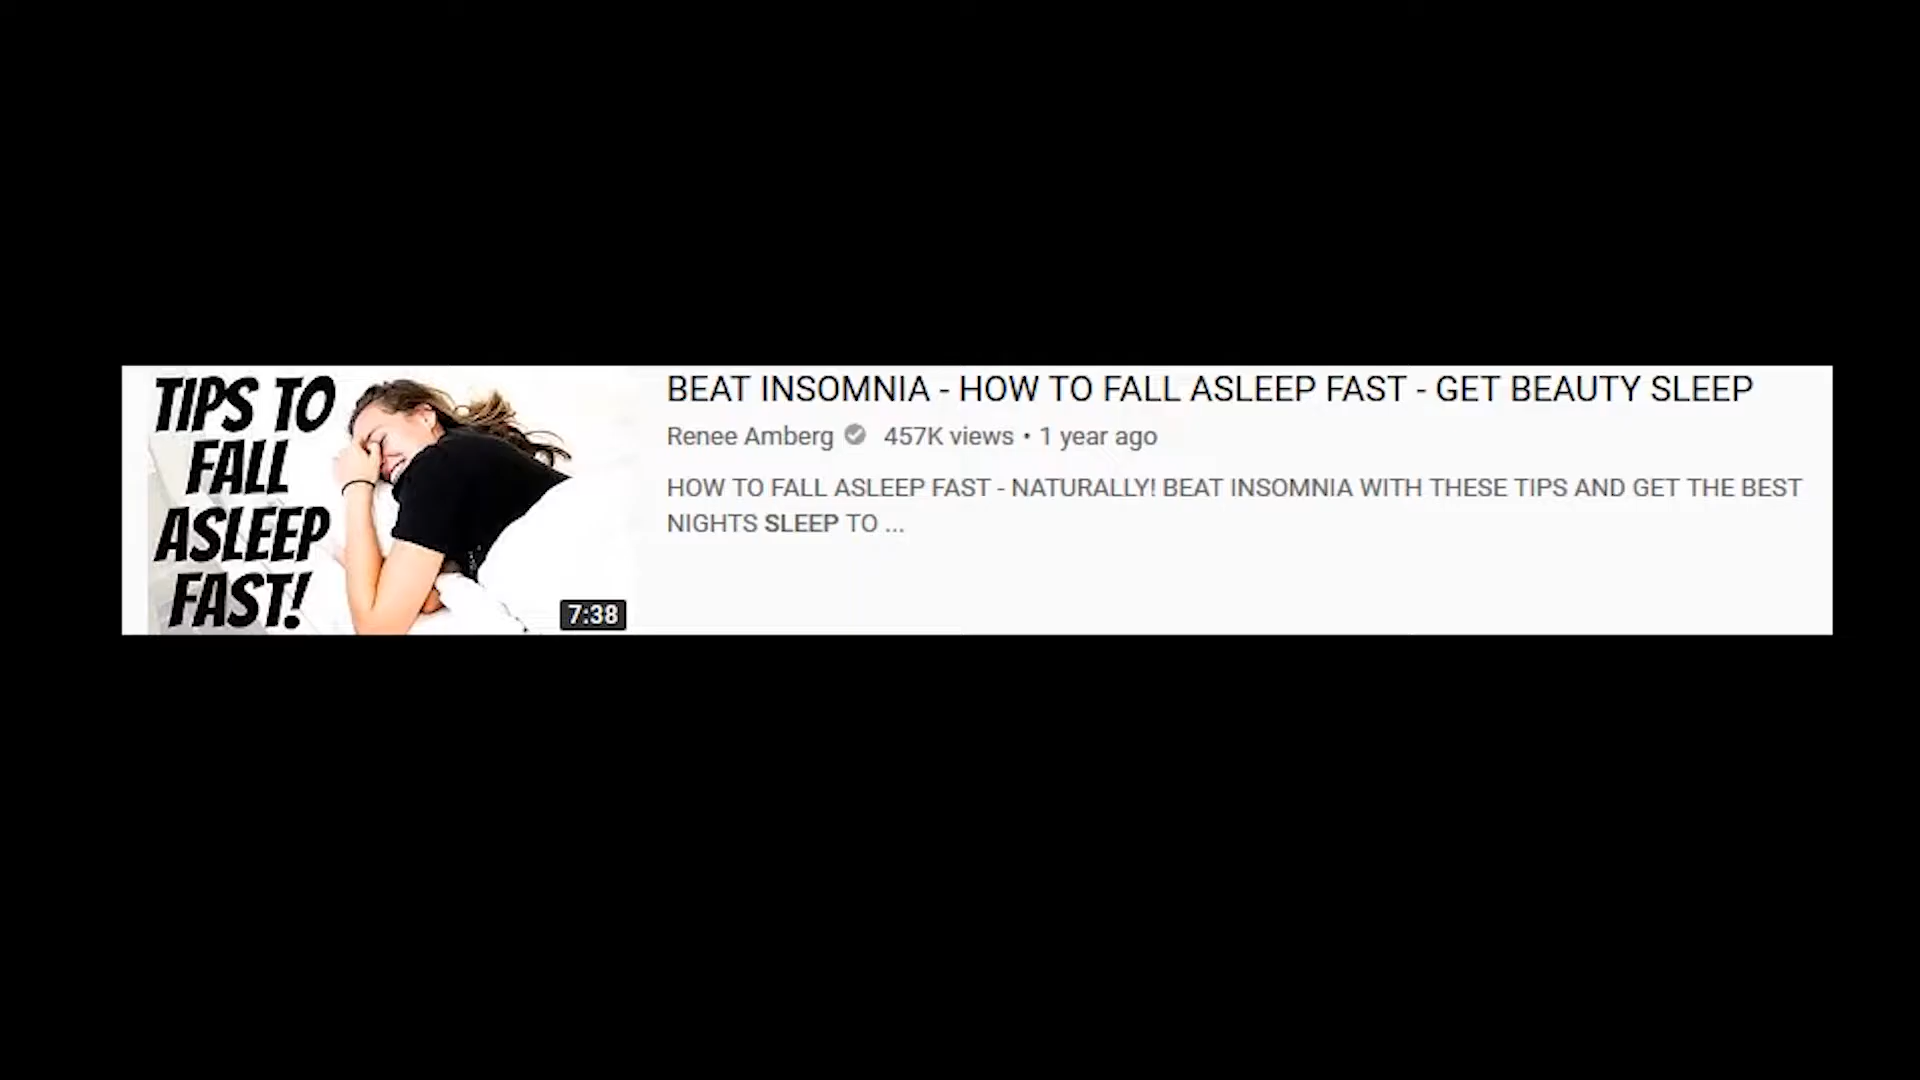 TIPS TO
FALL
ASLEEP
FAST!
7:38
BEAT INSOMNIA - HOW TO FALL ASLEEP FAST - GET BEAUTY SLEEP
Renee Amberg 457K views • 1 year ago
HOW TO FALL ASLEEP FAST - NATURALLY! BEAT INSOMNIA WITH THESE TIPS AND GET THE BEST
NIGHTS SLEEP TO ...